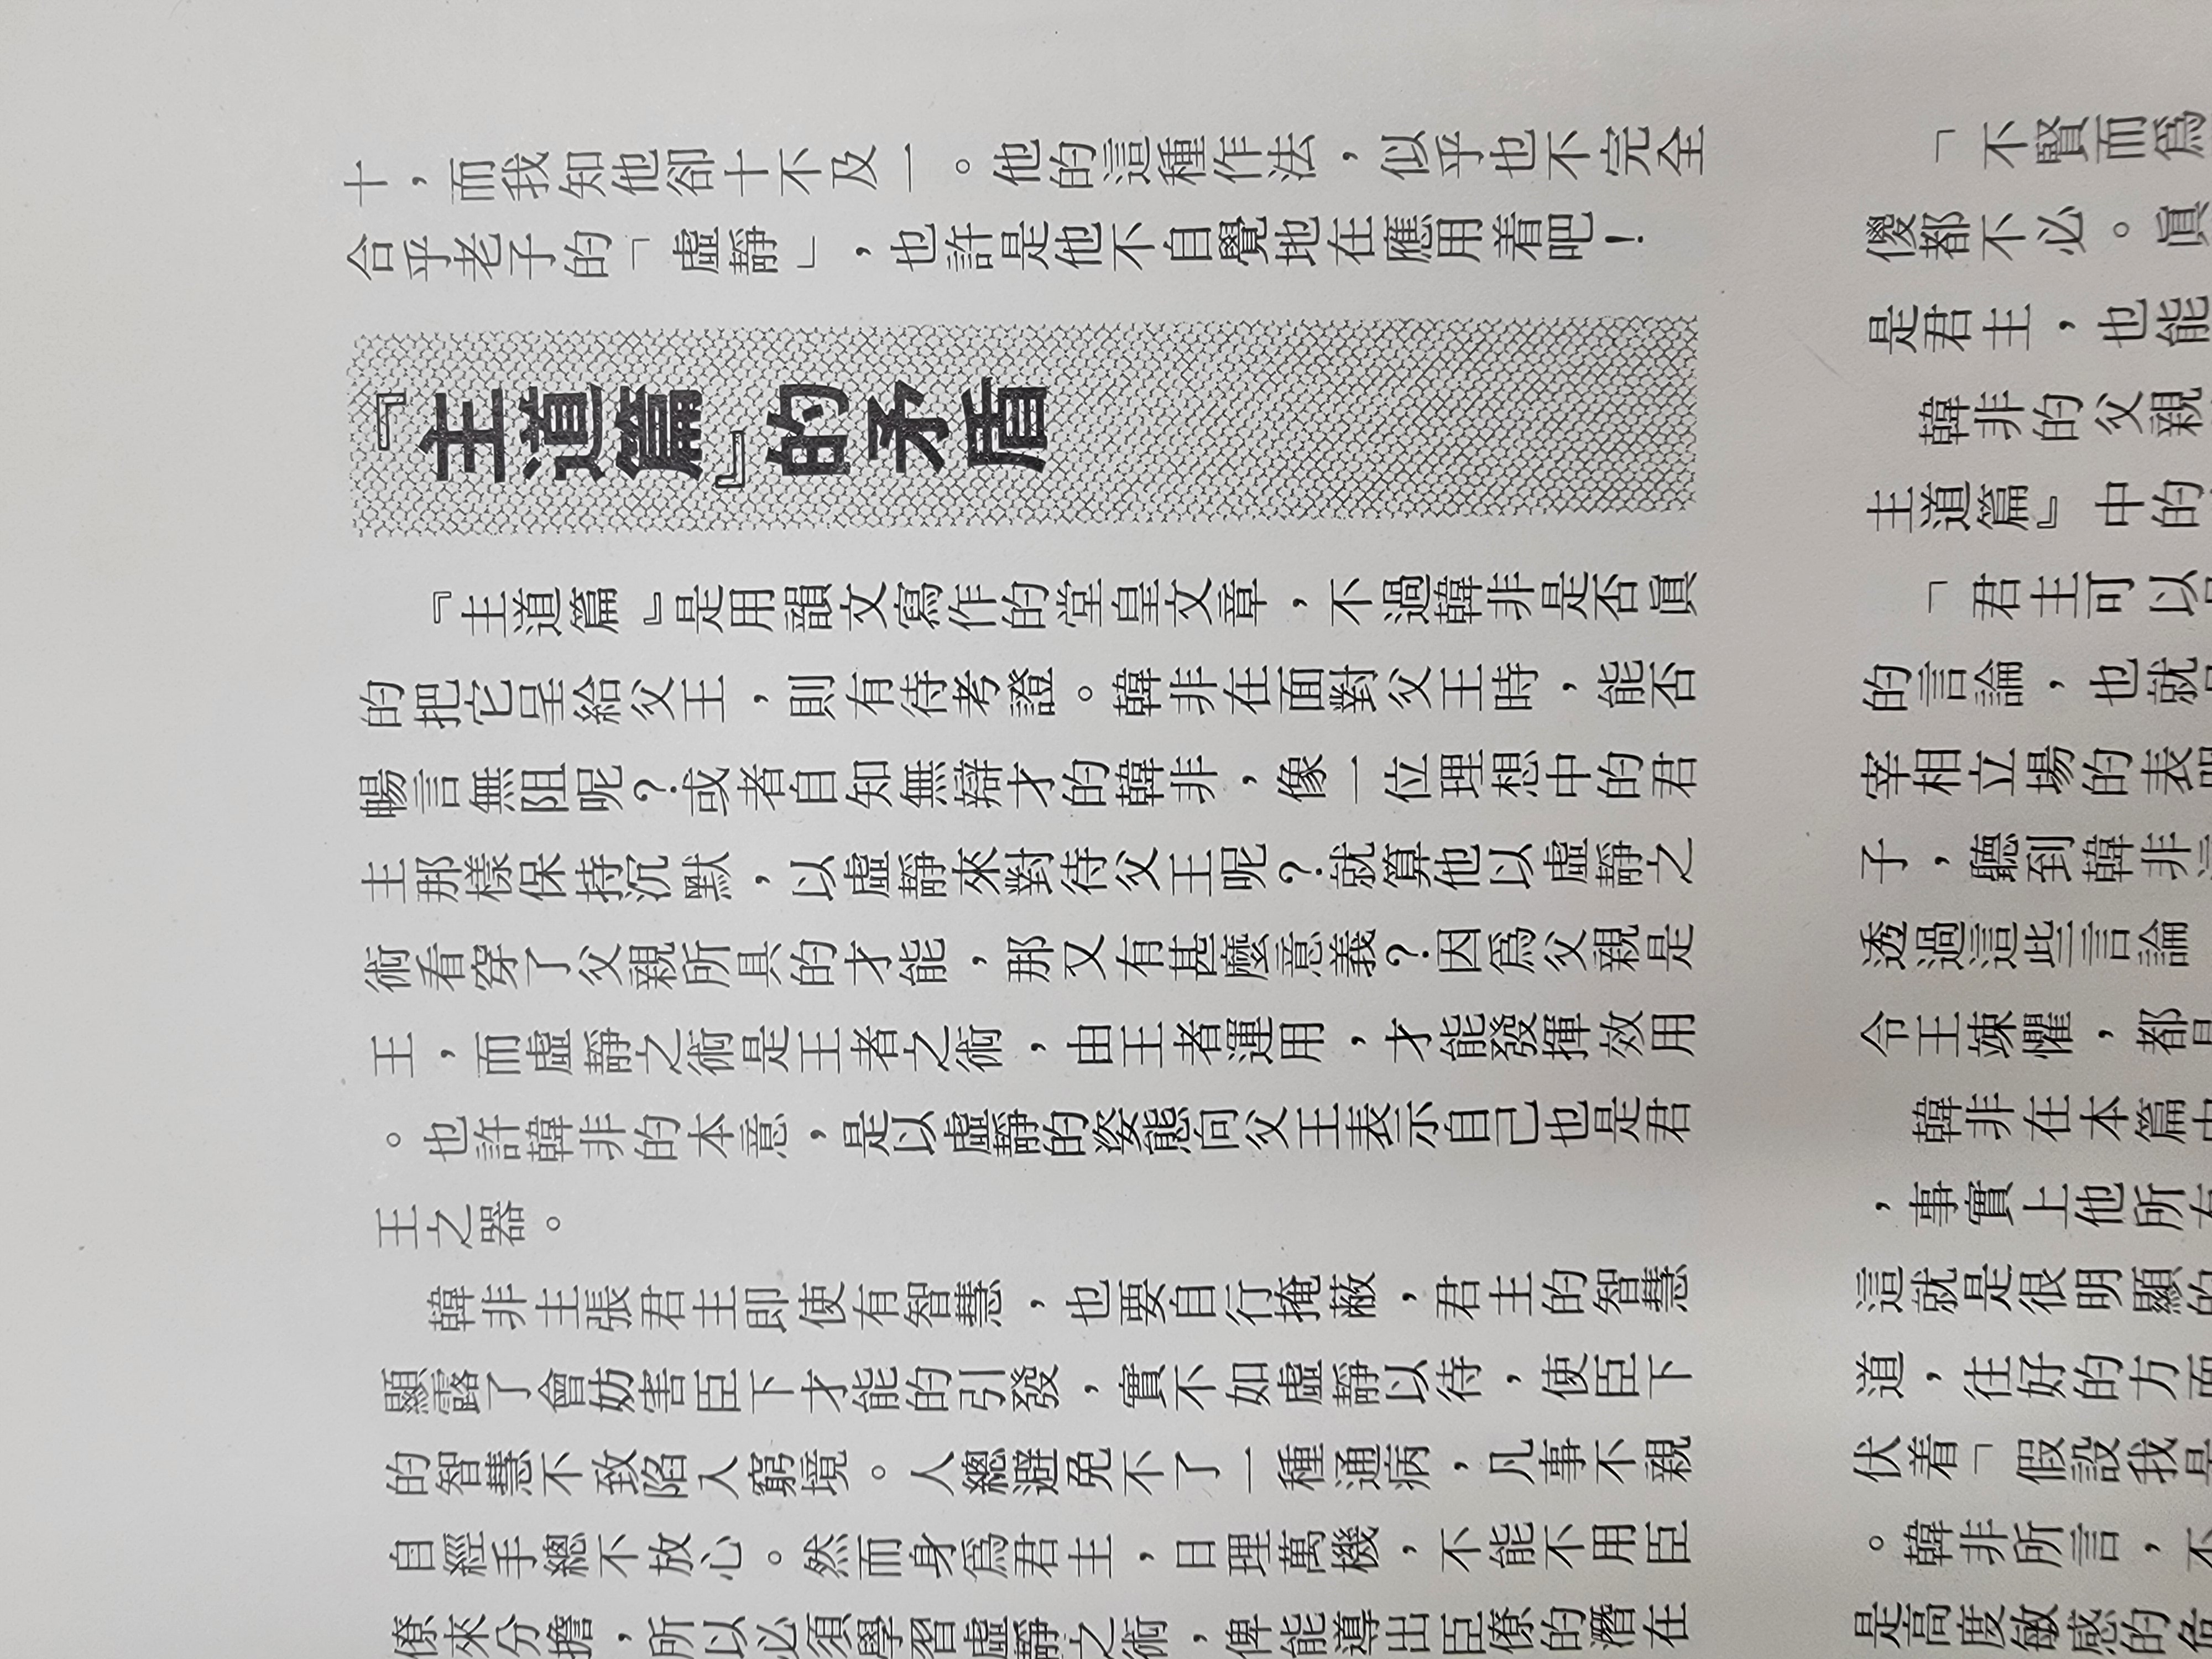 十，而我知他卻十不及一。他的這種作法，似乎也不完全
合乎老子的「虛靜」，也許是他不自覺地在應用着吧！
『主道篇』的矛盾
『主道篇』是用韻文寫作的堂皇文章，不過韓非是否眞
的把它呈給父王，則有待考證。韓非在面對父王時，能否
暢言無阻呢？或者自知無辯才的韓非，像一位理想中的君
主那樣保持沉默，以虛靜來對待父王呢？就算他以虛靜之
術看穿了父親所具的才能，那又有甚麼意義？因爲父親是
王，而虛靜之術是王者之術，由王者運用，才能發揮效用
。也許韓非的本意，是以虛靜的姿態向父王表示自己也是君
王之器。
韓非主張君主即使有智慧，也要自行掩蔽，君主的智慧
顯露了會妨害臣下才能的引發，實不如虛靜以待，使臣下
的智慧不致陷入窮境。人總避免不了一種通病，凡事不親
自經手總不放心。然而身爲君主，日理萬機，不能不用臣
僚來分擔，所以必須學習虛靜之術，俾能導出臣僚的潛在
「不賢而爲
儍都不必。眞
是君主，也能
韓非的父親
主道篇』中的
「君主可以
的言論，也就
宰相立場的表
子，聽到韓非
透過這些言論
令王竦懼，都
韓非在本篇
，事實上他所
這就是很明顯的
道，往好的方
伏着「假設我是
。韓非所言，不
是高度敏感的危